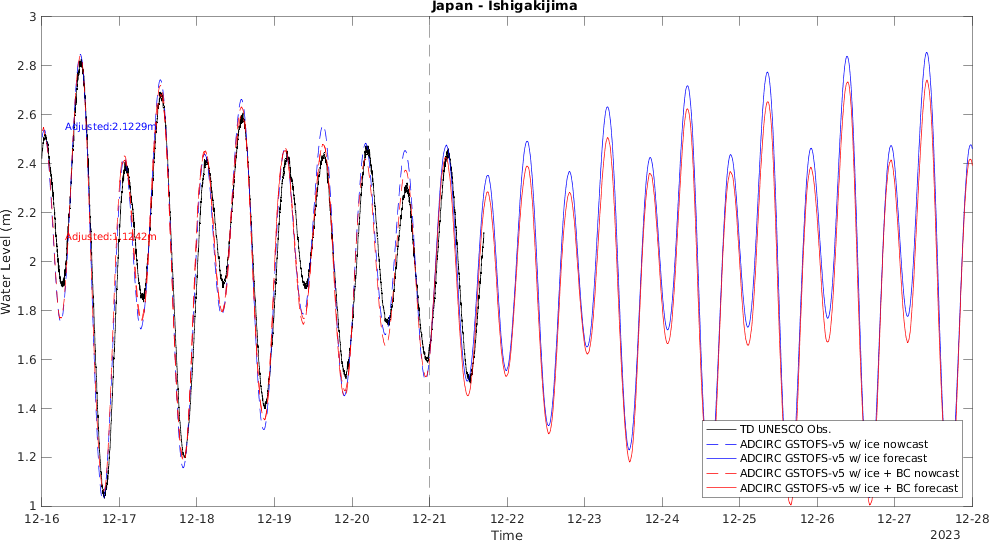 Japan - Ishigakijima
Water Level (m)
3
2.8
2.6
2.4
2.2
2
1.8
1.6
1.4
1.2
1
Adjusted:2.1229m
Adjusted:1.1242m
TD UNESCO Obs.
ADCIRC GSTOFS-v5 w/ ice nowcast
ADCIRC GSTOFS-v5 w/ ice forecast
ADCIRC GSTOFS-v5 w/ ice + BC nowcast
ADCIRC GSTOFS-v5 w/ ice + BC forecast
12-16 12-17 12-18 12-19 12-20 12-21 12-22 12-23 12-24 12-25 12-26 12-27 12-28
Time
2023